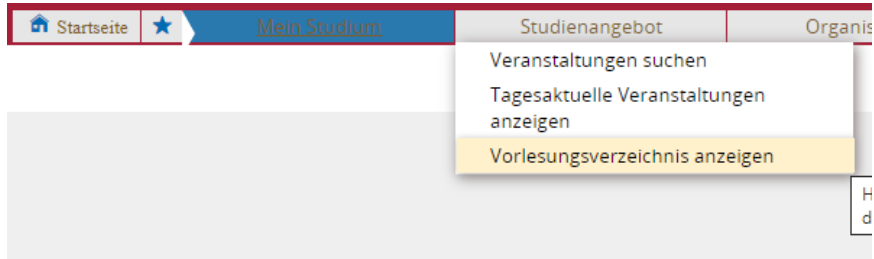 Startseite
Mein Studium
Studienangebot
Organis
Veranstaltungen suchen
Tagesaktuelle Veranstaltungen
anzeigen
Vorlesungsverzeichnis anzeigen
H
d